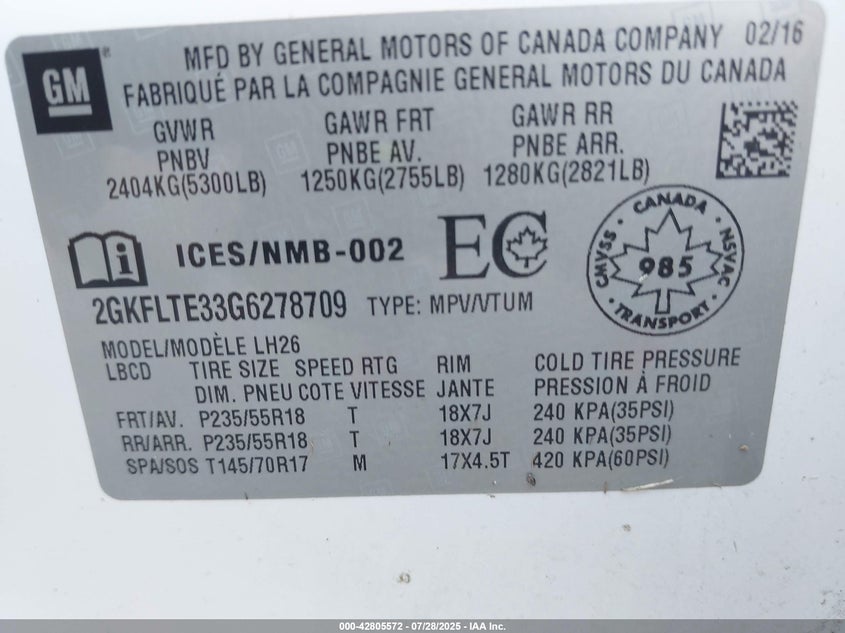 GM
MFD BY GENERAL MOTORS OF CANADA COMPANY 02/16
FABRIQUÉ PAR LA COMPAGNIE GENERAL MOTORS DU CANADA
GVWR GAWR FRT GAWR RR
PNBV PNBE AV. PNBE ARR.
2404KG(5300LB) 1250KG(2755LB) 1280KG(2821LB)
ICES/NMB-002 EC
CANADA
CMVSS 985 NSVAC
TRANSPORT
2GKFLTE33G6278709 TYPE: MPV/VTUM
MODEL/MODÈLE LH26
LBCD TIRE SIZE SPEED RTG RIM COLD TIRE PRESSURE
DIM. PNEU COTE VITESSE JANTE PRESSION À FROID
FRT/AV. P235/55R18 T 18X7J 240 KPA(35PSI)
RR/ARR. P235/55R18 T 18X7J 240 KPA(35PSI)
SPA/SOS T145/70R17 M 17X4.5T 420 KPA(60PSI)
000-42805572 - 07/28/2025 - IAA Inc.